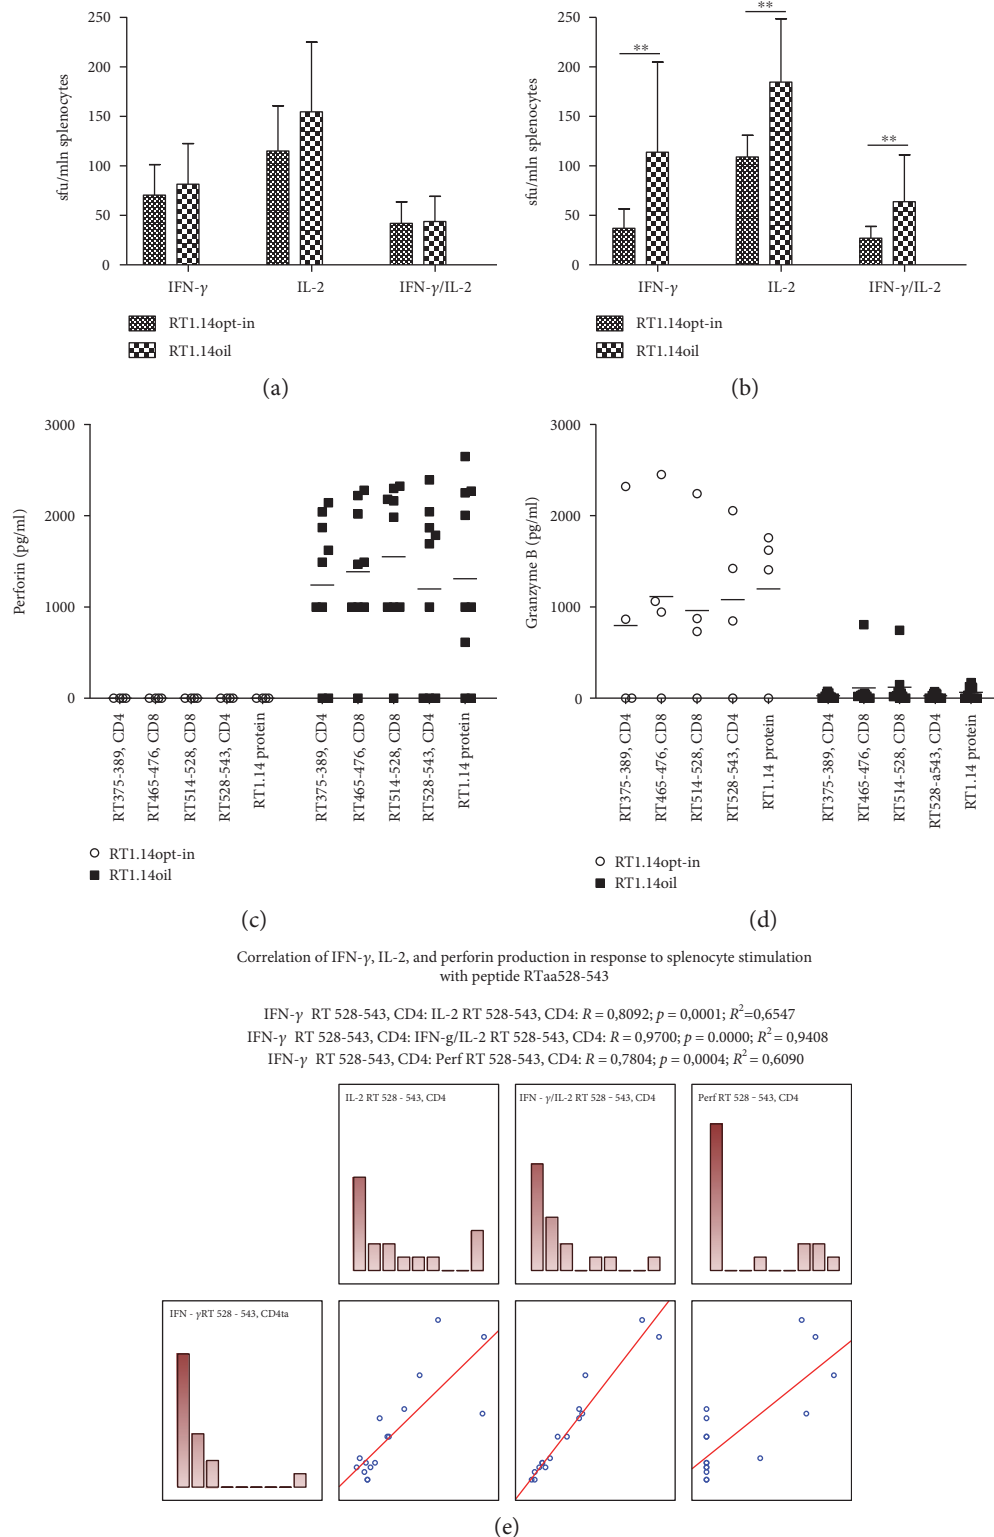 250
200
150
100
50
0
sfu/mln splenocytes
IFN-γ
IL-2
IFN-γ/IL-2
RT1.14opt-in
RT1.14oil
(a)
**
**
**
250
200
150
100
50
0
sfu/mln splenocytes
IFN-γ
IL-2
IFN-γ/IL-2
RT1.14opt-in
RT1.14oil
(b)
3000
2000
1000
0
Perforin (pg/ml)
RT375-389, CD4
RT465-476, CD8
RT514-528, CD8
RT528-543, CD4
RT1.14 protein
RT375-389, CD4
RT465-476, CD8
RT514-528, CD8
RT528-543, CD4
RT1.14 protein
RT1.14opt-in
RT1.14oil
(c)
3000
2000
1000
0
Granzyme B (pg/ml)
RT375-389, CD4
RT465-476, CD8
RT514-528, CD8
RT528-543, CD4
RT1.14 protein
RT375-389, CD4
RT465-476, CD8
RT514-528, CD8
RT528-a543, CD4
RT1.14 protein
RT1.14opt-in
RT1.14oil
(d)
Correlation of IFN-γ, IL-2, and perforin production in response to splenocyte stimulation
with peptide RTaa528-543
IFN-γ RT 528-543, CD4: IL-2 RT 528-543, CD4: R = 0,8092; p = 0,0001; R²=0,6547
IFN-γ RT 528-543, CD4: IFN-g/IL-2 RT 528-543, CD4: R = 0,9700; p = 0.0000; R² = 0,9408
IFN-γ RT 528-543, CD4: Perf RT 528-543, CD4: R = 0,7804; p = 0,0004; R² = 0,6090
IL-2 RT 528 - 543, CD4
IFN - γ/IL-2 RT 528 - 543, CD4
Perf RT 528 - 543, CD4
IFN - γRT 528 - 543, CD4ta
(e)